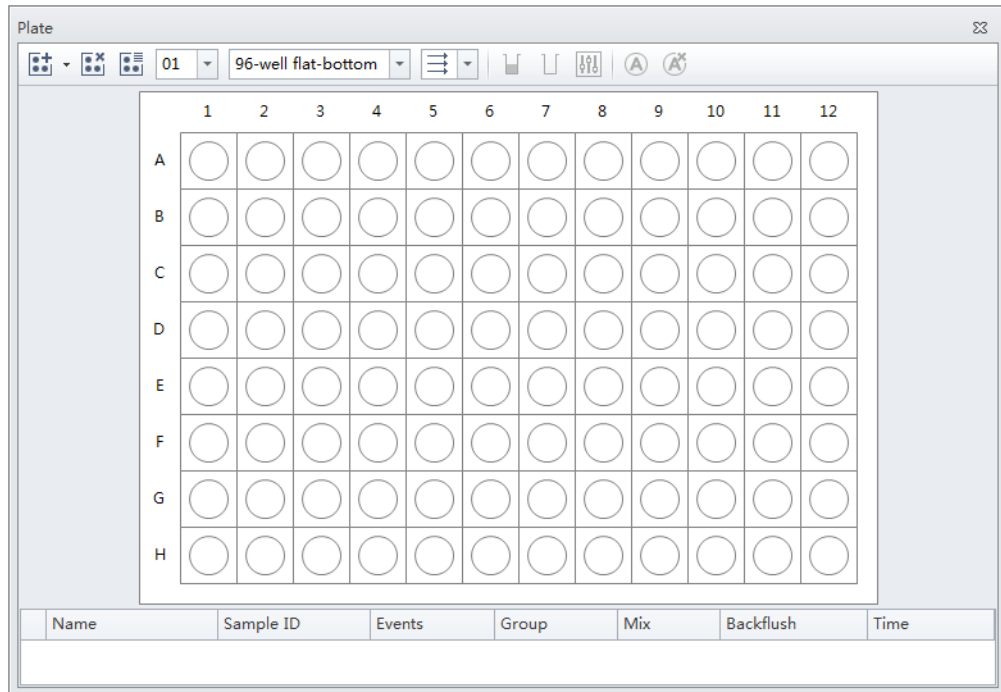 Plate
01 96-well flat-bottom A A
1 2 3 4 5 6 7 8 9 10 11 12
A
B
C
D
E
F
G
H
Name Sample ID Events Group Mix Backflush Time